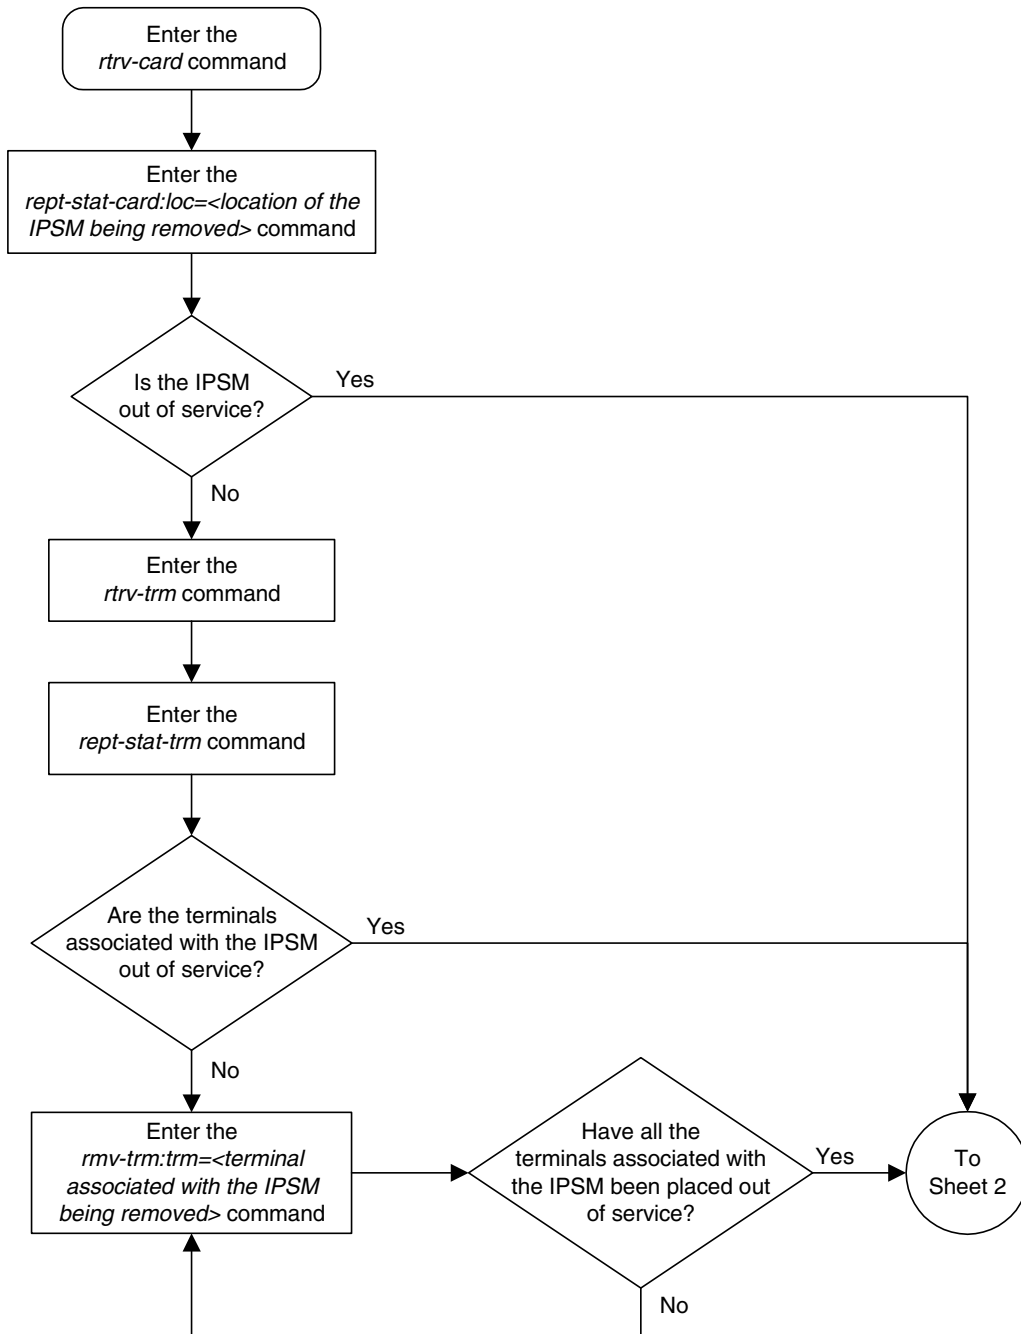 Enter the
rtrv-card command
Enter the
rept-stat-card:loc=<location of the
IPSM being removed> command
Is the IPSM
out of service?
Yes
No
Enter the
rtrv-trm command
Enter the
rept-stat-trm command
Are the terminals
associated with the IPSM
out of service?
Yes
No
Enter the
rmv-trm:trm=<terminal
associated with the IPSM
being removed> command
Have all the
terminals associated with
the IPSM been placed out
of service?
Yes
No
To
Sheet 2